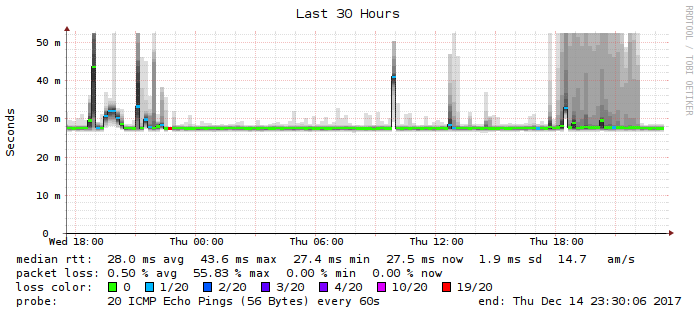 Last 30 Hours
RRDTOOL / TOBI OETIKER
Seconds
50 m
40 m
30 m
20 m
10 m
0
Wed 18:00 Thu 00:00 Thu 06:00 Thu 12:00 Thu 18:00
median rtt: 28.0 ms avg 43.6 ms max 27.4 ms min 27.5 ms now 1.9 ms sd 14.7 am/s
packet loss: 0.50 % avg 55.83 % max 0.00 % min 0.00 % now
loss color: 0 1/20 2/20 3/20 4/20 10/20 19/20
probe: 20 ICMP Echo Pings (56 Bytes) every 60s end: Thu Dec 14 23:30:06 2017